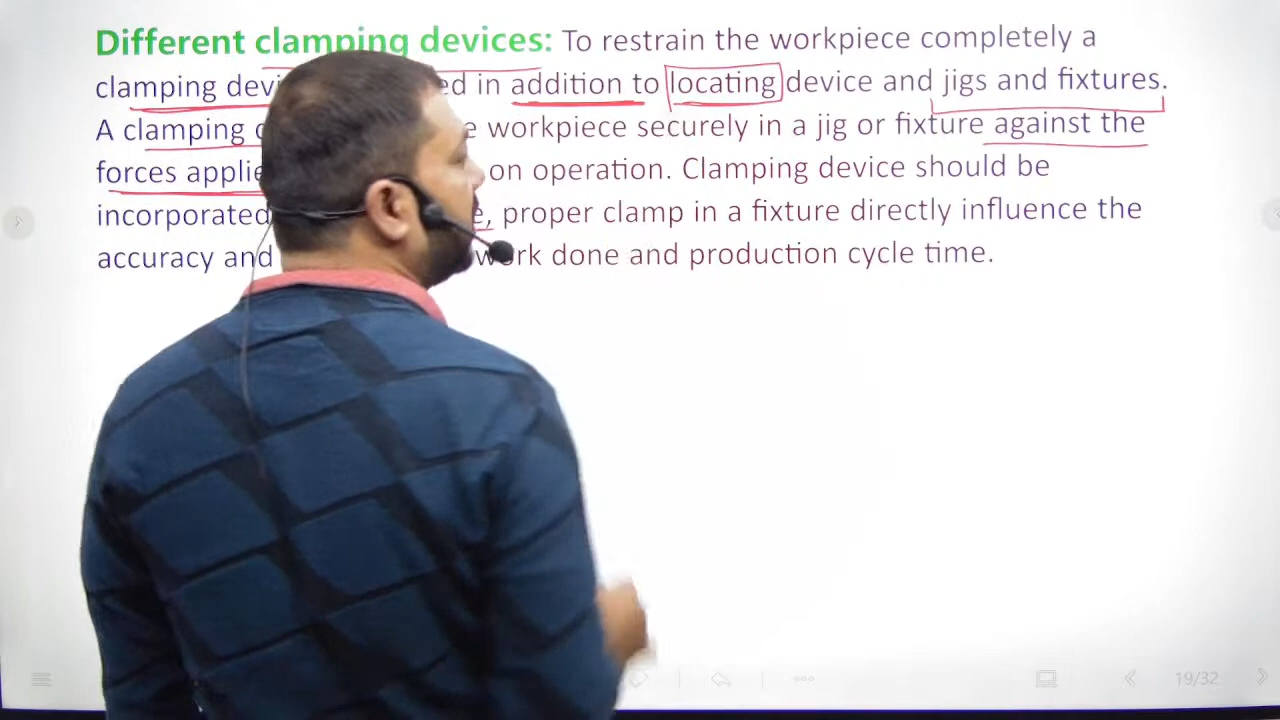 Different clamping devices: To restrain the workpiece completely a
clamping ed in addition to locating device and jigs and fixtures.
A clamping workpiece securely in a jig or fixture against the
forces on operation. Clamping device should be
incorporated proper clamp in a fixture directly influence the
accuracy and work done and production cycle time.
19/32